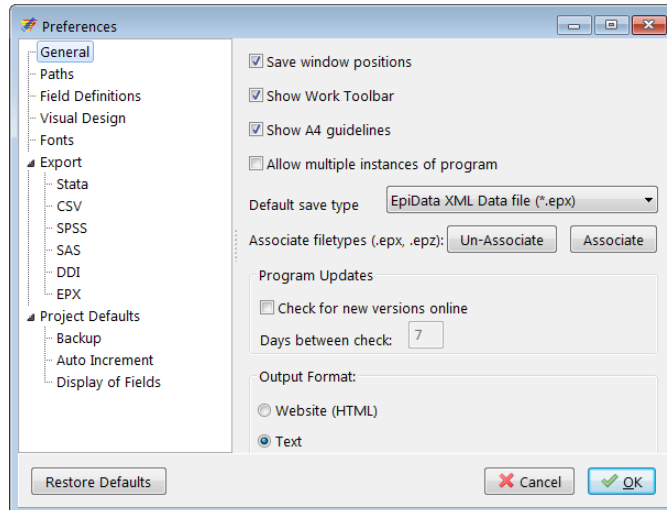 Preferences
General
Paths
Field Definitions
Visual Design
Fonts
Export
Stata
CSV
SPSS
SAS
DDI
EPX
Project Defaults
Backup
Auto Increment
Display of Fields
Save window positions
Show Work Toolbar
Show A4 guidelines
Allow multiple instances of program
Default save type EpiData XML Data file (*.epx)
Associate filetypes (.epx, .epz): Un-Associate Associate
Program Updates
Check for new versions online
Days between check: 7
Output Format:
Website (HTML)
Text
Restore Defaults Cancel OK